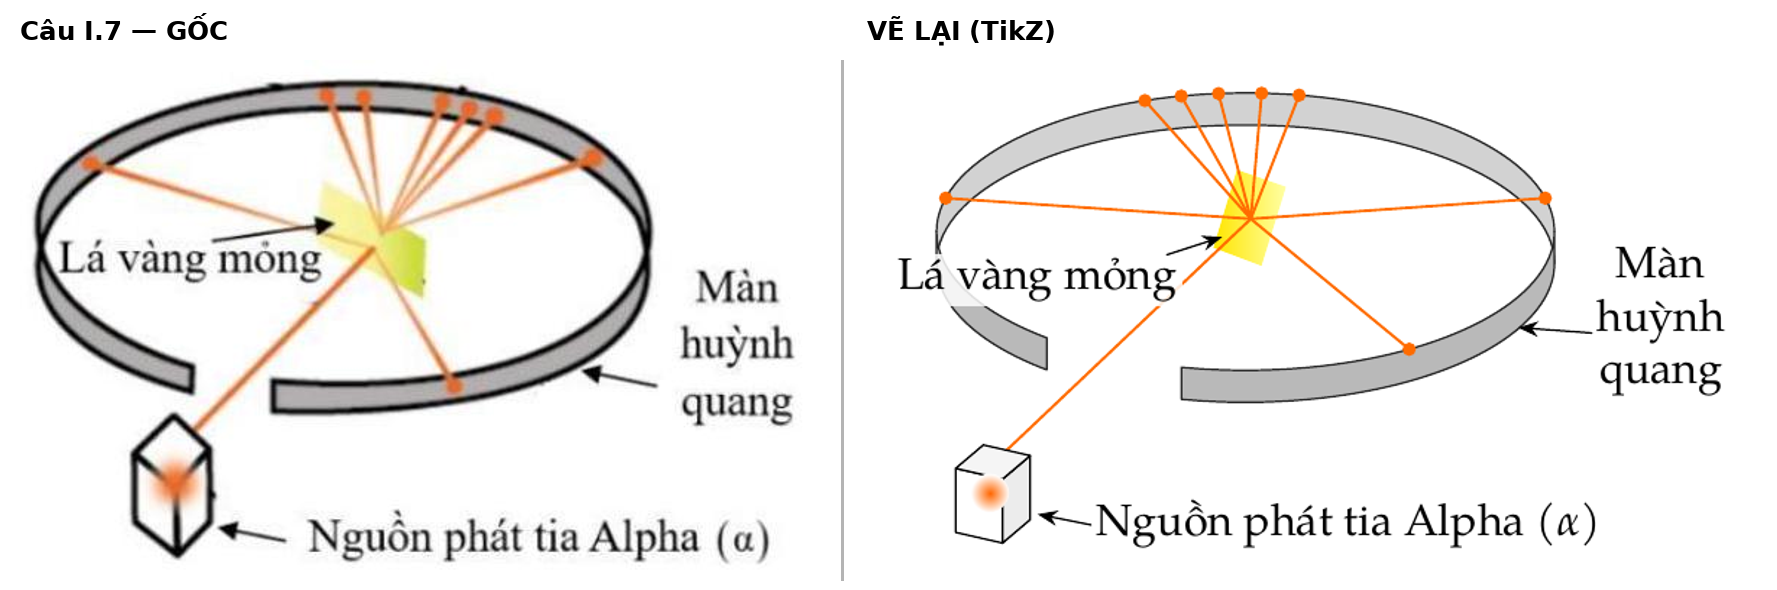 Câu I.7 — GỐC
Lá vàng mỏng
Màn
huỳnh
quang
Nguồn phát tia Alpha (α)
VẼ LẠI (TikZ)
Lá vàng mỏng
Màn
huỳnh
quang
Nguồn phát tia Alpha (α)